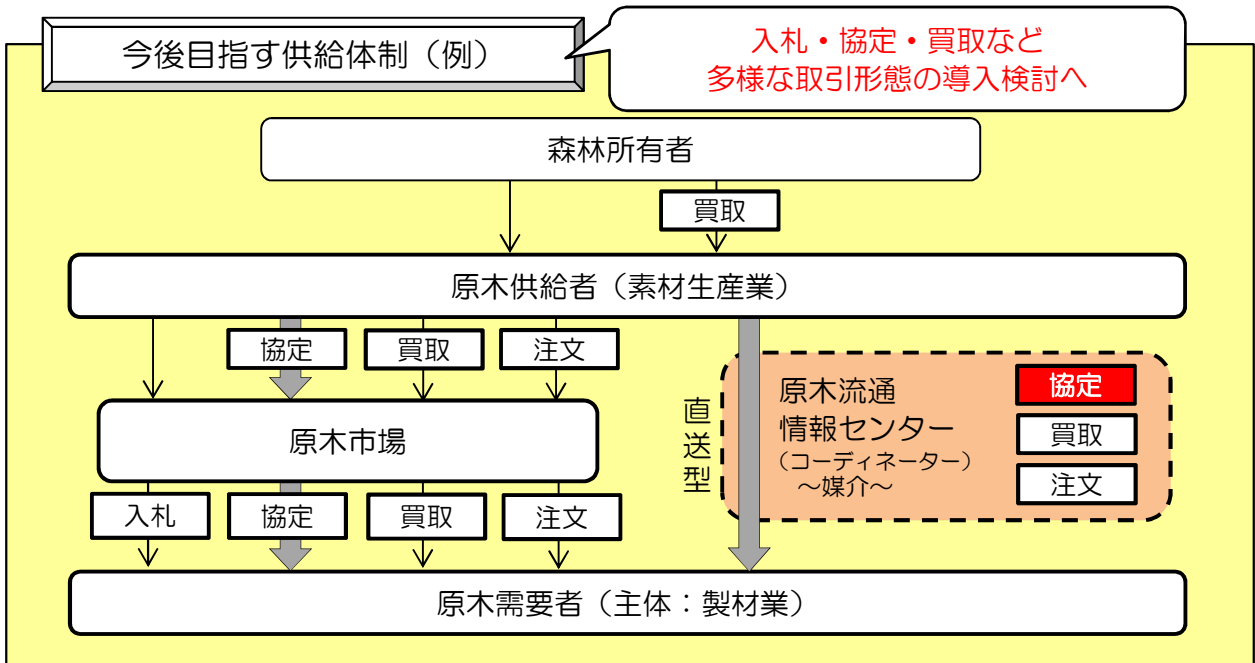 今後目指す供給体制（例）
入札・協定・買取など
多様な取引形態の導入検討へ
森林所有者
買取
原木供給者（素材生産業）
協定
買取
注文
原木市場
入札
協定
買取
注文
直送型
原木流通
情報センター
（コーディネーター）
～媒介～
協定
買取
注文
原木需要者（主体：製材業）